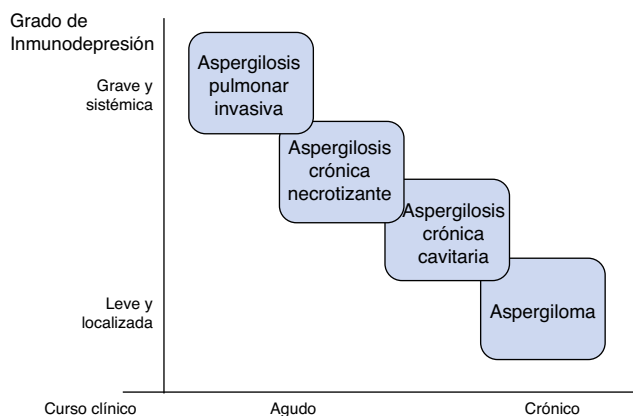 Grado de
Inmunodepresión
Grave y
sistémica
Aspergilosis
pulmonar
invasiva
Aspergilosis
crónica
necrotizante
Aspergilosis
crónica
cavitaria
Leve y
localizada
Aspergiloma
Curso clínico Agudo Crónico